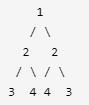 1
   / \
  2   2
 / \ / \
3  4 4  3